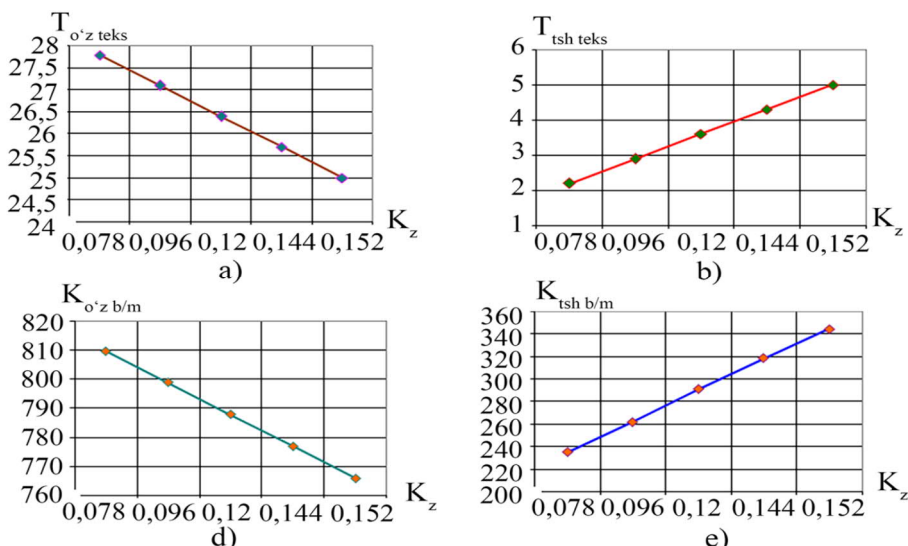 T o‘z teks
28
27,5
27
26,5
26
25,5
25
24,5
24
0,078 0,096 0,12 0,144 0,152
K z
a)
T tsh teks
6
5
4
3
2
1
0,078 0,096 0,12 0,144 0,152
K z
b)
K o‘z b/m
820
810
800
790
780
770
760
0,078 0,096 0,12 0,144 0,152
K z
d)
K tsh b/m
360
340
320
300
260
260
240
220
200
0,078 0,096 0,12 0,144 0,152
K z
e)